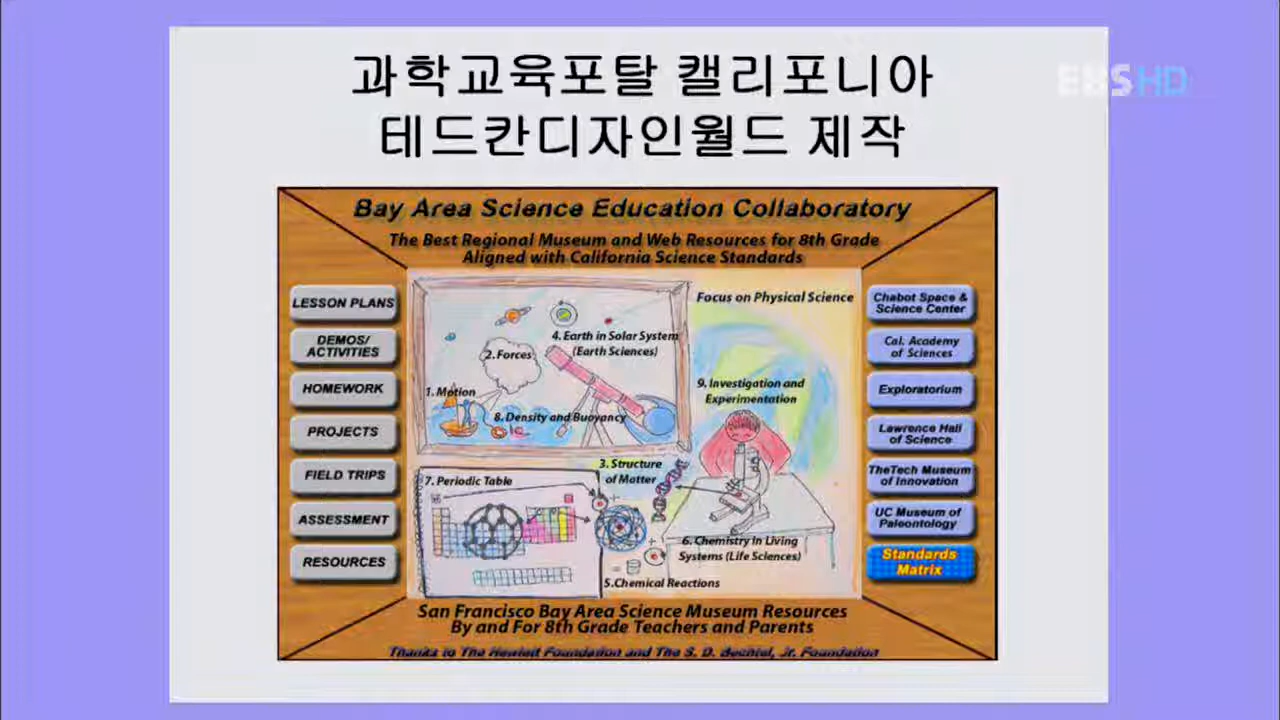 과학교육포탈 캘리포니아
테드칸디자인월드 제작
EBS HD
Bay Area Science Education Collaboratory
The Best Regional Museum and Web Resources for 8th Grade
Aligned with California Science Standards
LESSON PLANS
DEMOS/
ACTIVITIES
HOMEWORK
PROJECTS
FIELD TRIPS
ASSESSMENT
RESOURCES
Focus on Physical Science
4. Earth in Solar System
(Earth Sciences)
2. Forces
1. Motion
8. Density and Buoyancy
9. Investigation and
Experimentation
3. Structure
of Matter
7. Periodic Table
6. Chemistry in Living
Systems (Life Sciences)
5.Chemical Reactions
Chabot Space &
Science Center
Cal. Academy
of Sciences
Exploratorium
Lawrence Hall
of Science
TheTech Museum
of Innovation
UC Museum of
Paleontology
Standards
Matrix
San Francisco Bay Area Science Museum Resources
By and For 8th Grade Teachers and Parents
Thanks to The Hewlett Foundation and The S. D. Bechtel, Jr. Foundation